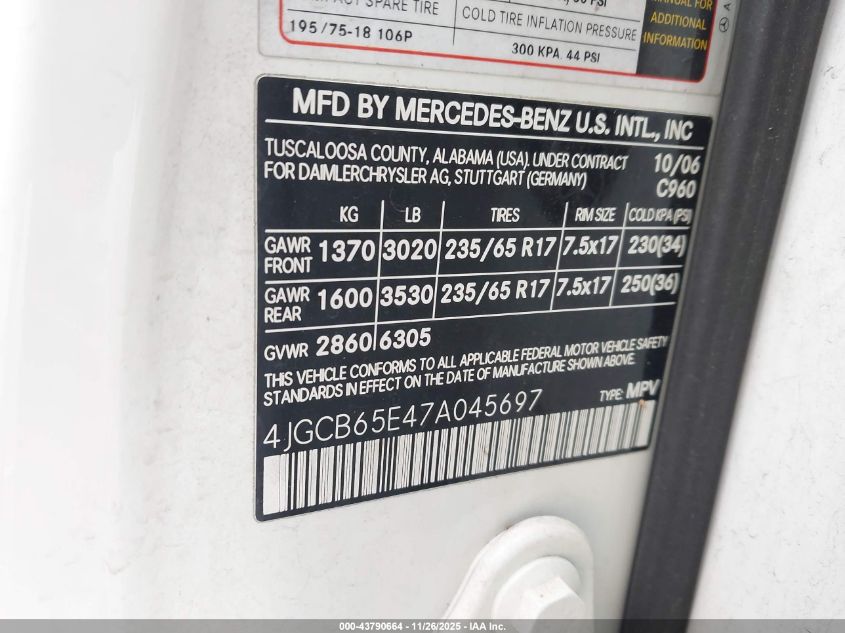 SPARE TIRE
195/75-18 106P
COLD TIRE INFLATION PRESSURE
300 KPA, 44 PSI
MANUAL FOR
ADDITIONAL
INFORMATION
MFD BY MERCEDES-BENZ U.S. INTL., INC
TUSCALOOSA COUNTY, ALABAMA (USA). UNDER CONTRACT 10/06
FOR DAIMLERCHRYSLER AG, STUTTGART (GERMANY) C960
KG LB TIRES RIM SIZE COLD KPA (PSI)
GAWR FRONT 1370 3020 235/65 R17 7.5x17 230(34)
GAWR REAR 1600 3530 235/65 R17 7.5x17 250(36)
GVWR 2860 6305
THIS VEHICLE CONFORMS TO ALL APPLICABLE FEDERAL MOTOR VEHICLE SAFETY
STANDARDS IN EFFECT ON THE DATE OF MANUFACTURE SHOWN ABOVE.
4JGCB65E47A045697 TYPE: MPV
000-43790664 - 11/26/2025 - IAA Inc.